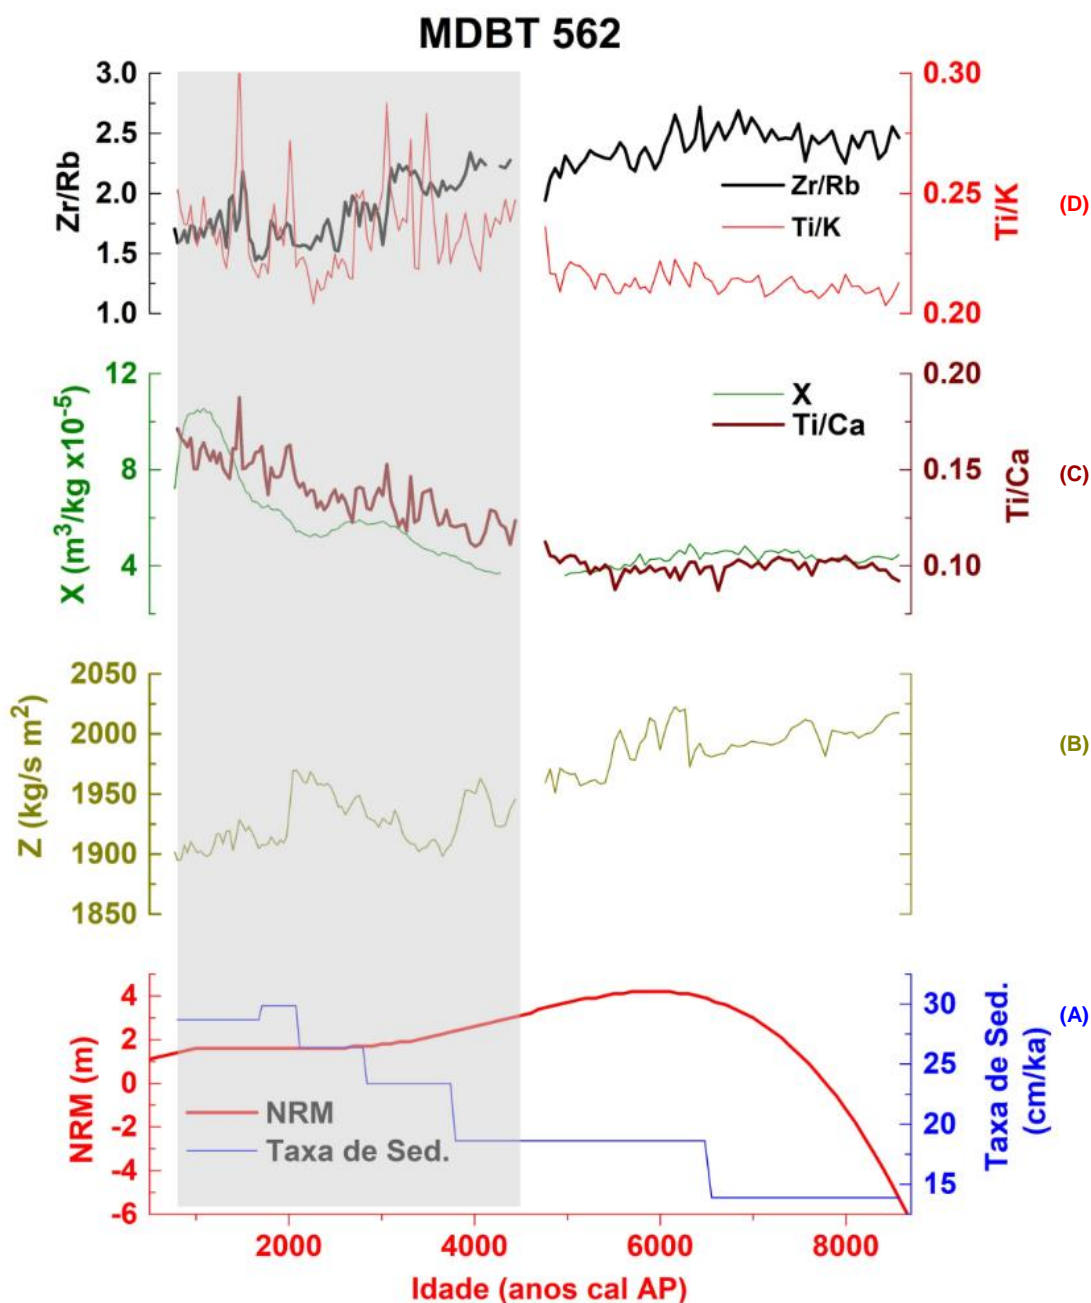 MDBT 562
3.0
2.5
2.0
1.5
1.0
Zr/Rb
0.30
0.25
0.20
Ti/K
(D)
Zr/Rb
Ti/K
12
8
4
X (m³/kg x10⁻⁵)
0.20
0.15
0.10
Ti/Ca
(C)
X
Ti/Ca
2050
2000
1950
1900
1850
Z (kg/s m²)
(B)
4
2
0
-2
-4
-6
NRM (m)
30
25
20
15
Taxa de Sed.
(cm/ka)
(A)
NRM
Taxa de Sed.
2000 4000 6000 8000
Idade (anos cal AP)